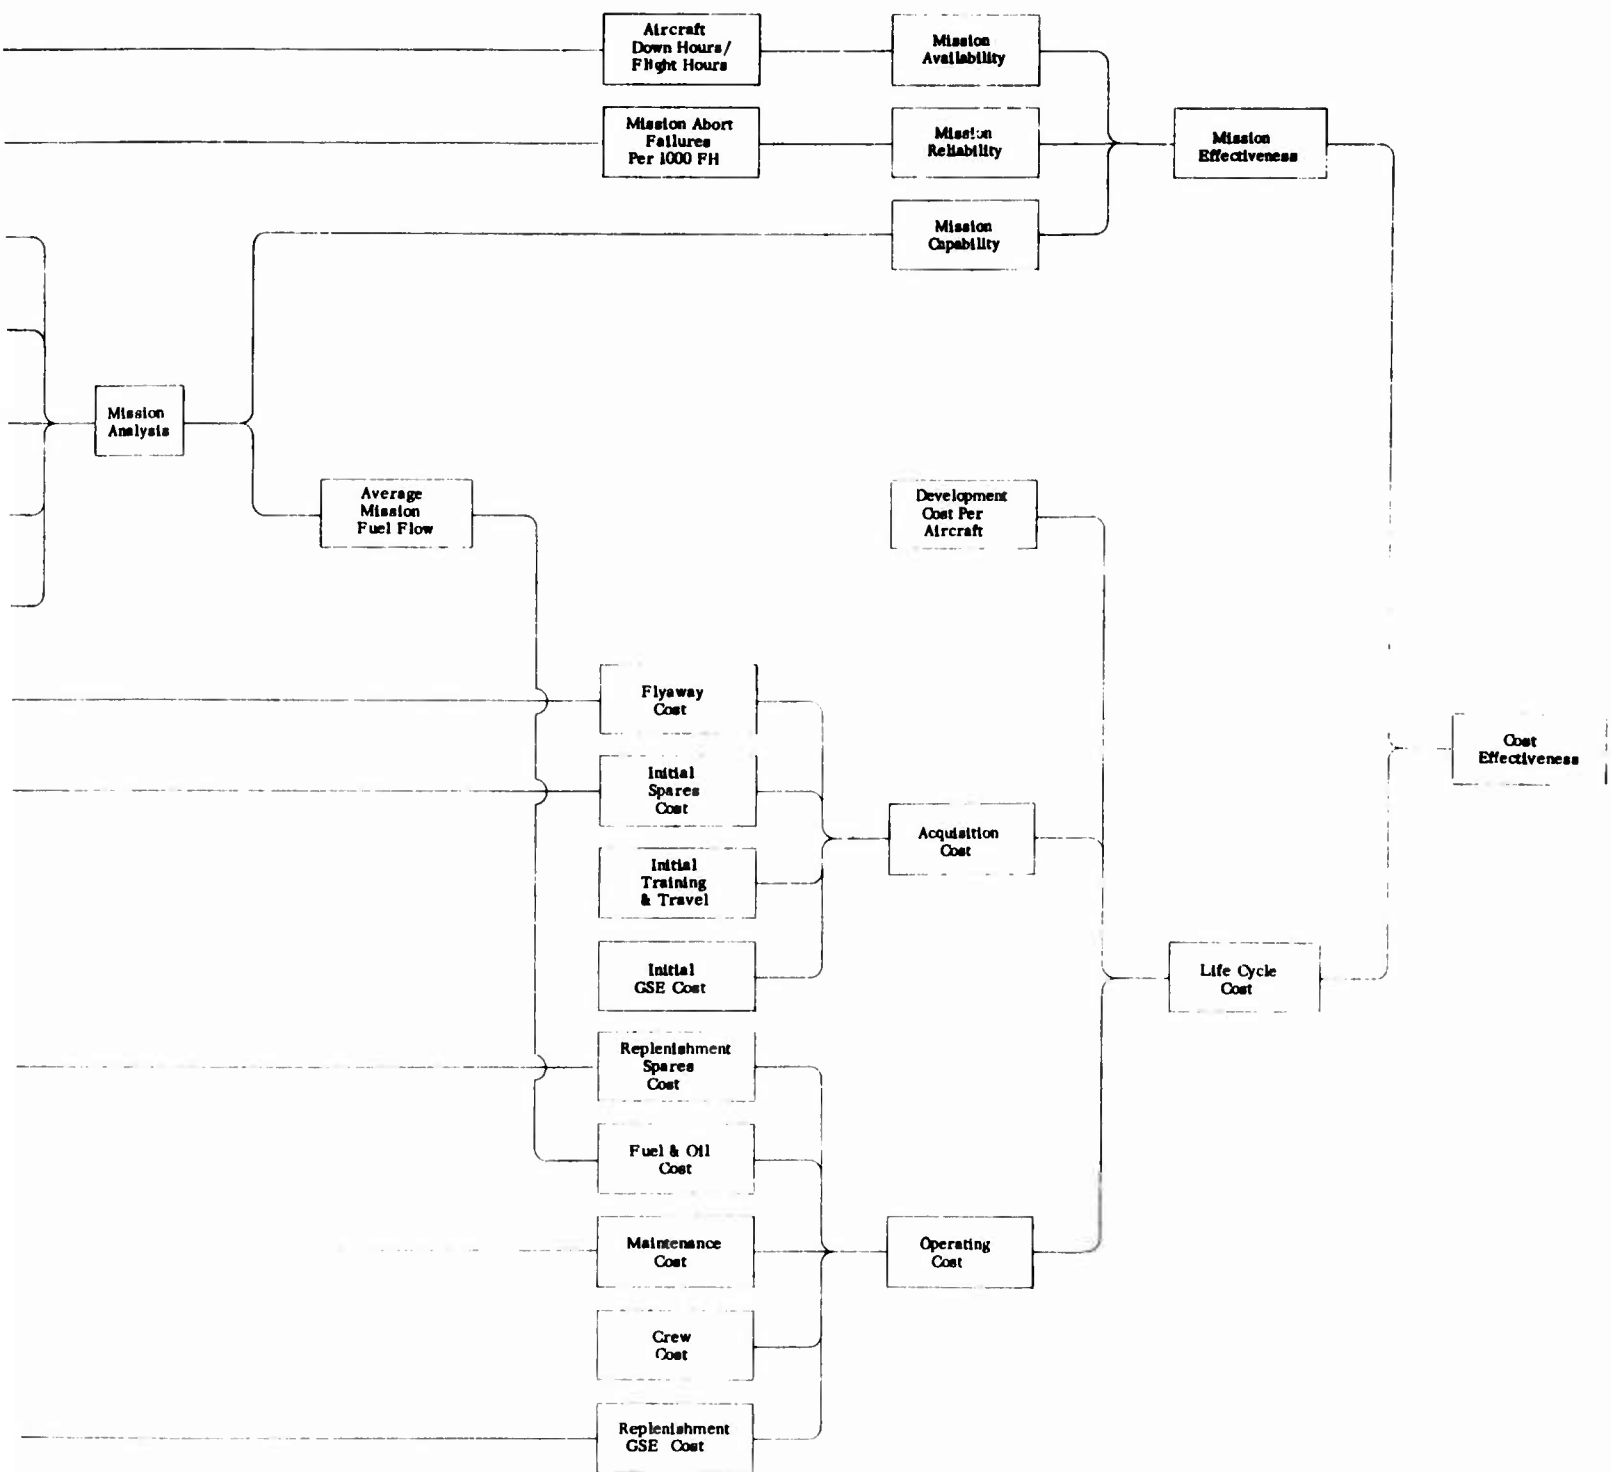 Aircraft
Down Hours/
Flight Hours
Mission
Availability
Mission Abort
Failures
Per 1000 FH
Mission
Reliability
Mission
Effectiveness
Mission
Capability
Mission
Analysis
Average
Mission
Fuel Flow
Development
Cost Per
Aircraft
Flyaway
Cost
Cost
Effectiveness
Initial
Spares
Cost
Acquisition
Cost
Initial
Training
& Travel
Initial
GSE Cost
Life Cycle
Cost
Replenishment
Spares
Cost
Fuel & Oil
Cost
Maintenance
Cost
Operating
Cost
Crew
Cost
Replenishment
GSE Cost